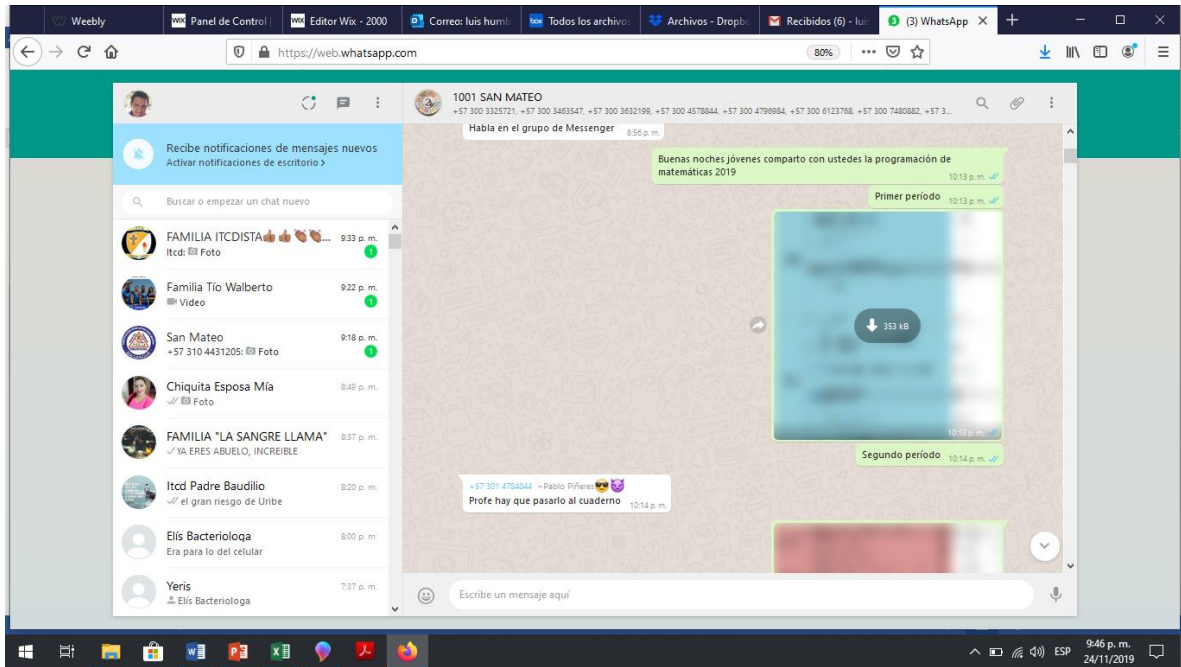 Weebly
WIX Panel de Control |
WIX Editor Wix - 2000
Correo: luis humb
box Todos los archivos
Archivos - Dropbo
Recibidos (6) - lui
(3) WhatsApp
https://web.whatsapp.com
80%
1001 SAN MATEO
+57 300 3325721, +57 300 3463547, +57 300 3632199, +57 300 4578844, +57 300 4796984, +57 300 6123768, +57 300 7480882, +57 3...
Recibe notificaciones de mensajes nuevos
Activar notificaciones de escritorio >
Buscar o empezar un chat nuevo
FAMILIA ITCDISTA👍👍👏👏... 9:33 p. m.
Itcd: Foto 1
Familia Tío Walberto 9:22 p. m.
Video 1
San Mateo 9:18 p. m.
+57 310 4431205: Foto 1
Chiquita Esposa Mía 8:49 p. m.
Foto
FAMILIA "LA SANGRE LLAMA" 8:37 p. m.
YA ERES ABUELO, INCREIBLE
Itcd Padre Baudilio 8:20 p. m.
el gran riesgo de Uribe
Elís Bacteriologa 8:00 p. m.
Era para lo del celular
Yeris 7:37 p. m.
Elís Bacteriologa
Habla en el grupo de Messenger 8:56 p. m.
Buenas noches jóvenes comparto con ustedes la programación de
matemáticas 2019
10:13 p. m.
Primer período 10:13 p. m.
353 kB
10:13 p. m.
Segundo período 10:14 p. m.
+57 301 4784044 ~Pablo Piñeres😎😈
Profe hay que pasarlo al cuaderno 10:14 p. m.
Escribe un mensaje aquí
ESP
9:46 p. m.
24/11/2019